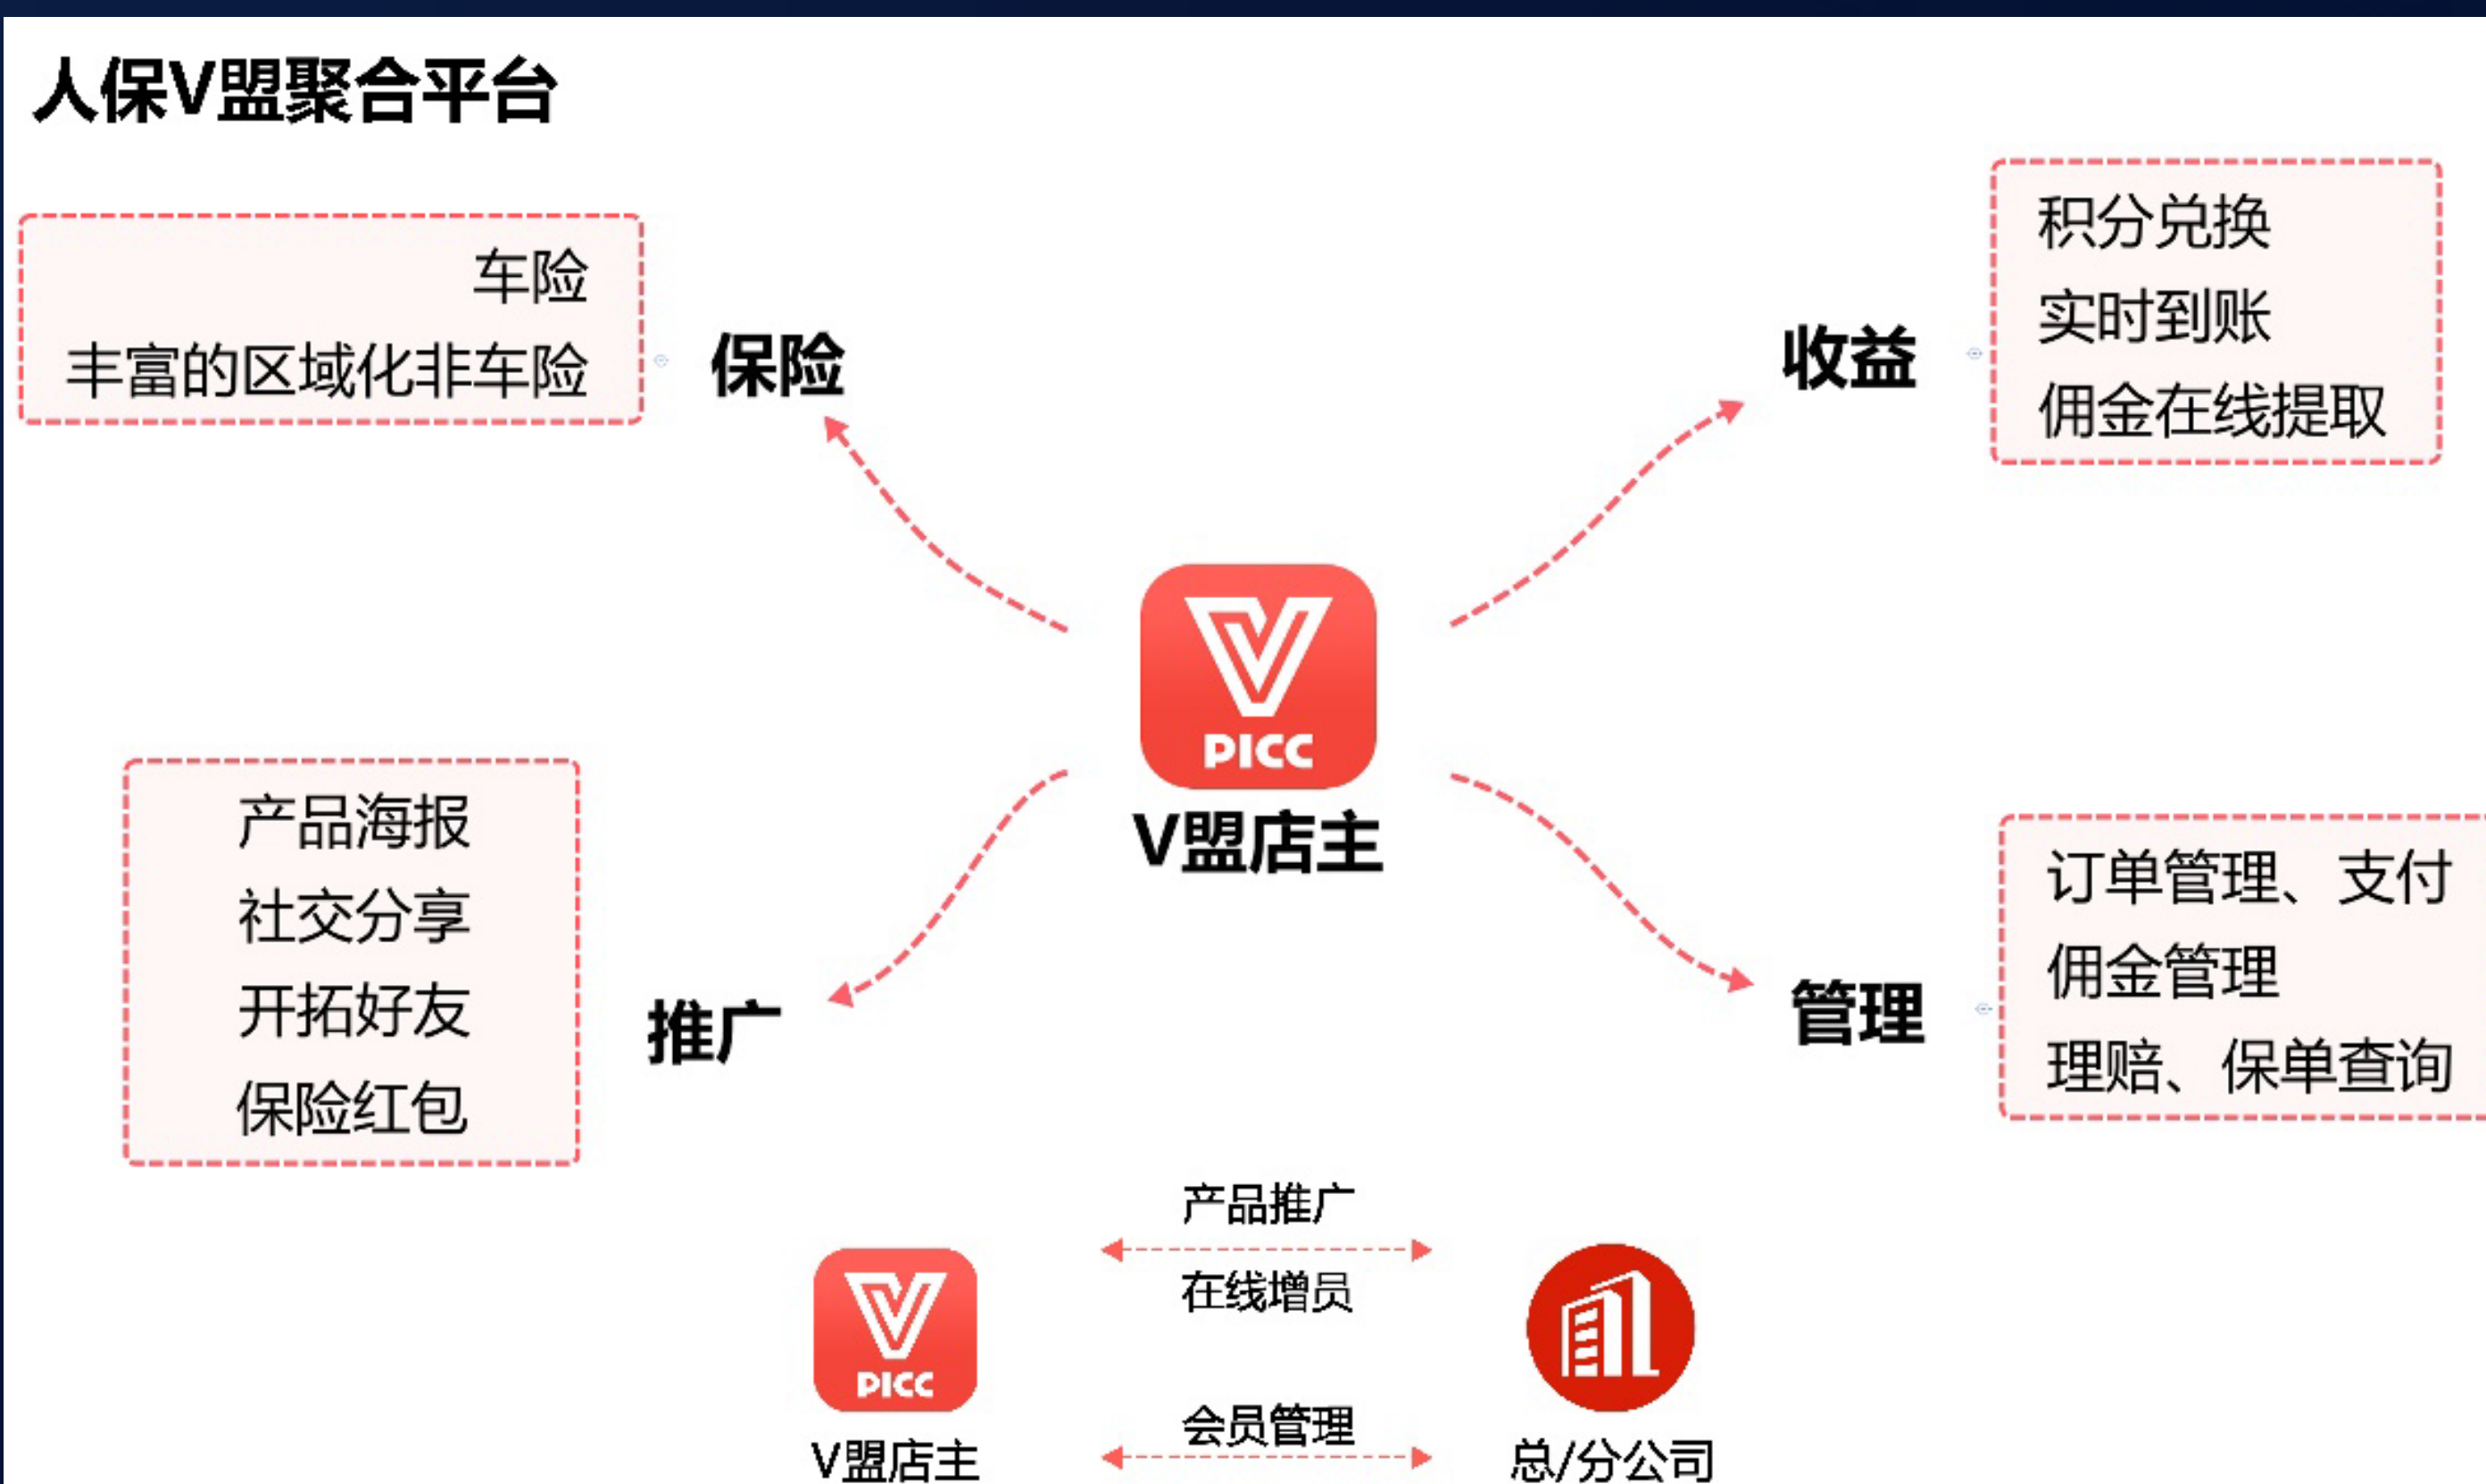 人保V盟聚合平台
车险
丰富的区域化非车险
保险
收益
积分兑换
实时到账
佣金在线提取
PICC
V盟店主
产品海报
社交分享
开拓好友
保险红包
推广
管理
订单管理、支付
佣金管理
理赔、保单查询
产品推广
在线增员
PICC
会员管理
V盟店主
总/分公司